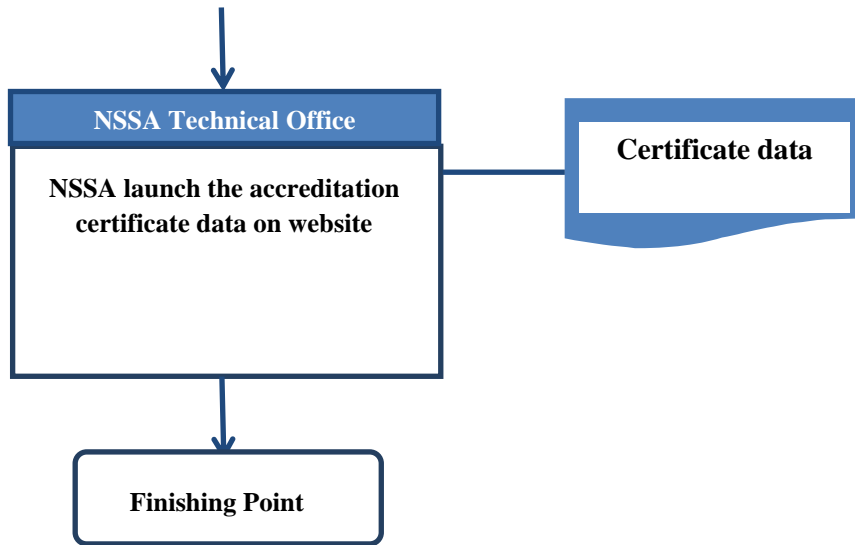 NSSA Technical Office
Certificate data
NSSA launch the accreditation
certificate data on website
Finishing Point